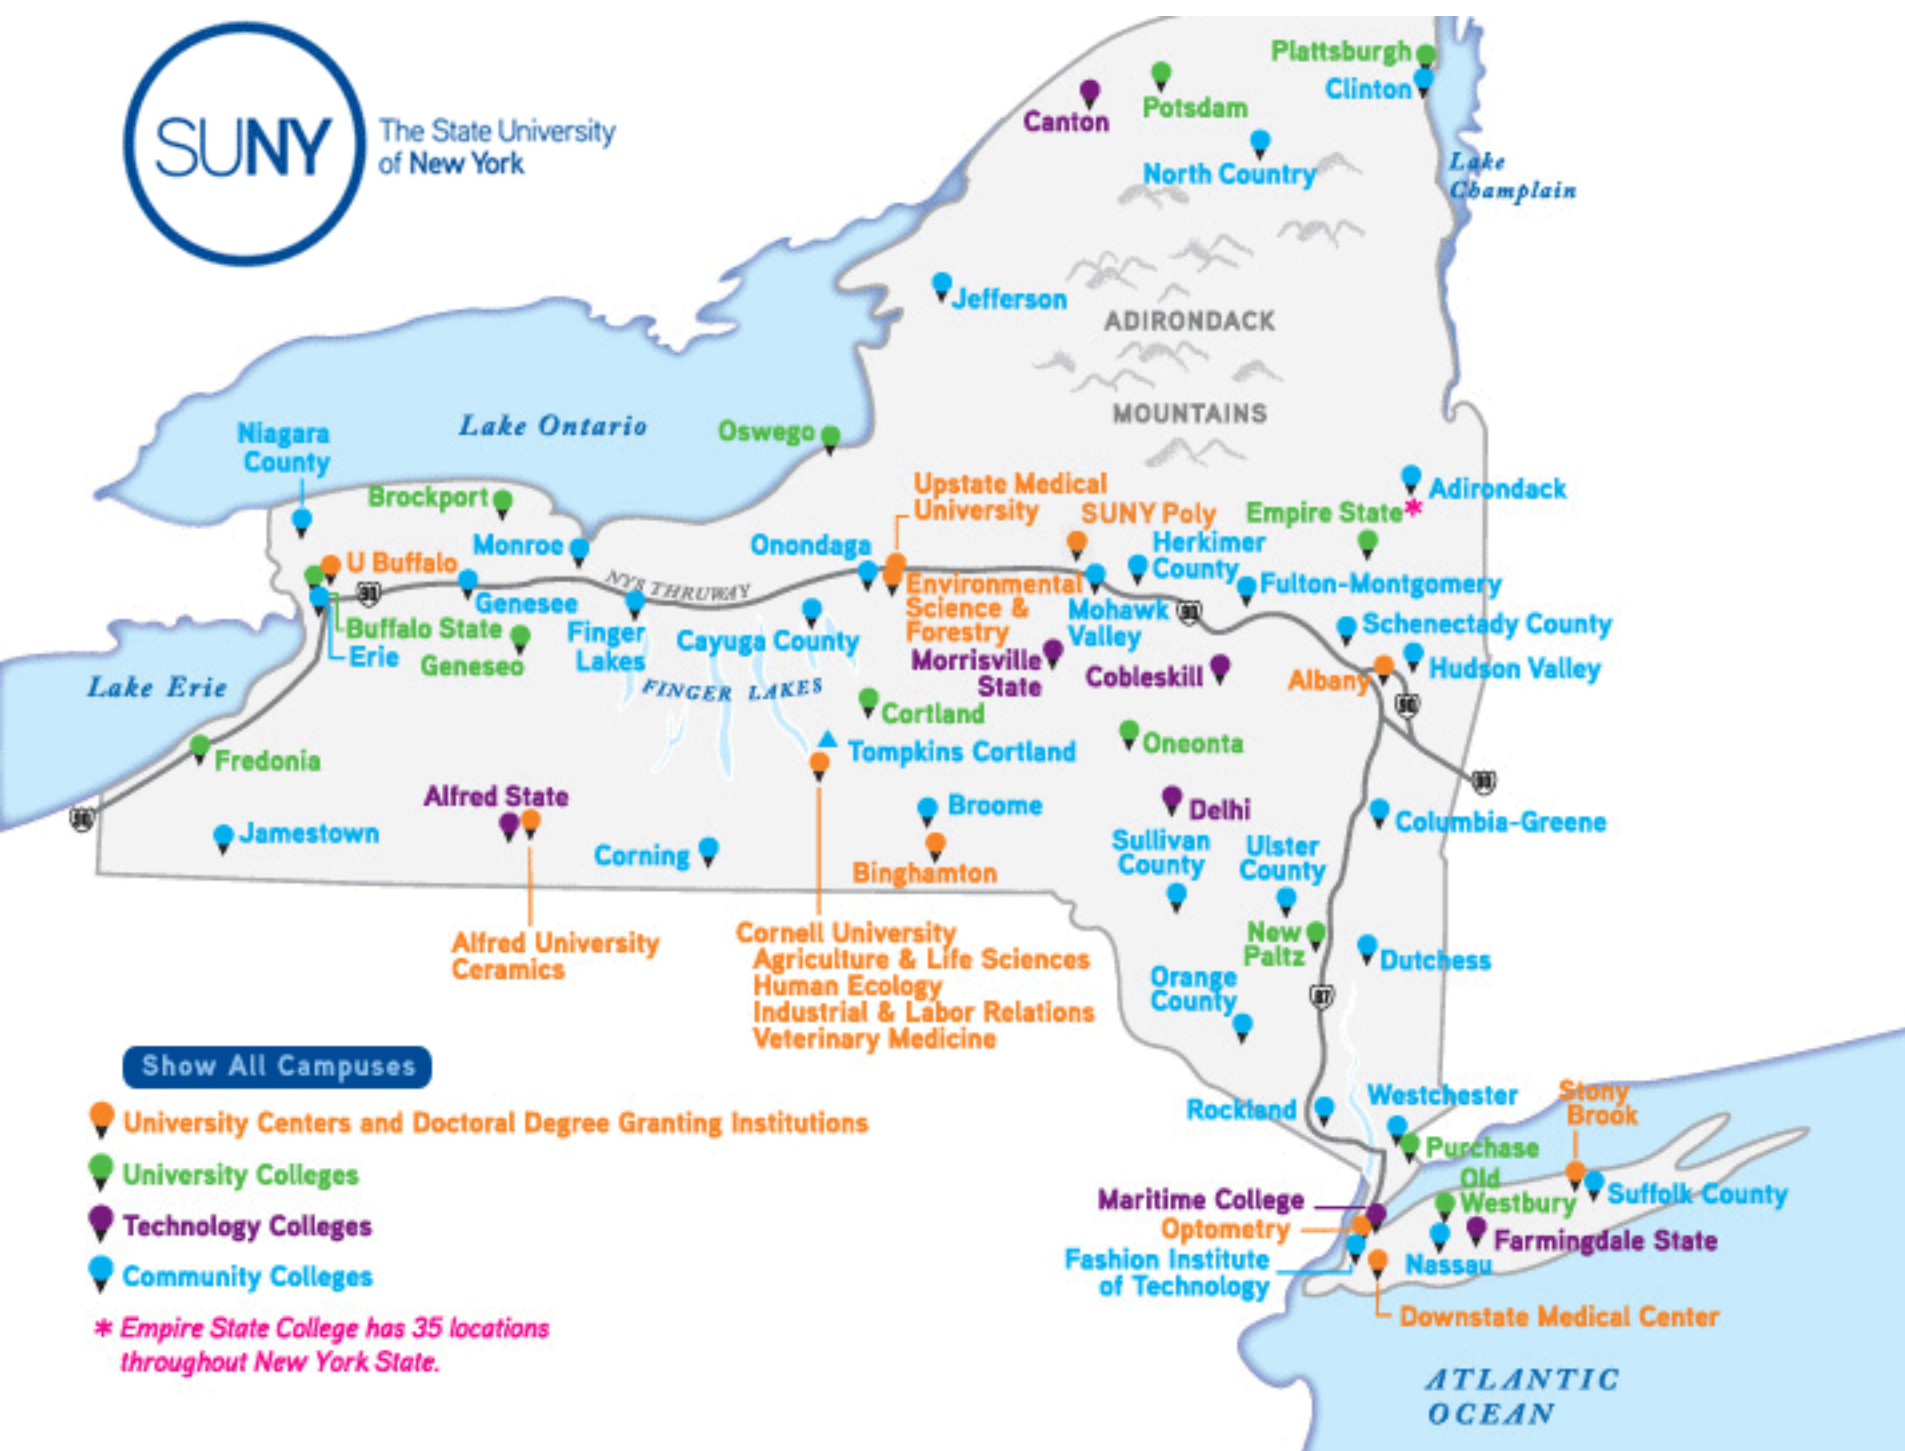 SUNY
The State University
of New York
Plattsburgh
Clinton
Potsdam
Canton
North Country
Lake
Champlain
Jefferson
ADIRONDACK
MOUNTAINS
Lake Ontario
Oswego
Niagara
County
Brockport
Monroe
U Buffalo
90
Genesee
NYS THRUWAY
Onondaga
Upstate Medical
University
SUNY Poly
Empire State*
Adirondack
Herkimer
County
Fulton-Montgomery
Environmental
Science &
Forestry
Mohawk
Valley
90
Schenectady County
Hudson Valley
Albany
90
Buffalo State
Erie
Geneseo
Finger
Lakes
Cayuga County
FINGER LAKES
Morrisville
State
Cobleskill
Lake Erie
Fredonia
90
Cortland
Tompkins Cortland
Oneonta
90
Alfred State
Jamestown
Corning
Broome
Binghamton
Delhi
Columbia-Greene
Sullivan
County
Ulster
County
New
Paltz
Dutchess
Orange
County
87
Alfred University
Ceramics
Cornell University
Agriculture & Life Sciences
Human Ecology
Industrial & Labor Relations
Veterinary Medicine
Rockland
Westchester
Purchase
Stony
Brook
Old
Westbury
Suffolk County
Maritime College
Optometry
Fashion Institute
of Technology
Nassau
Farmingdale State
Downstate Medical Center
ATLANTIC
OCEAN
Show All Campuses
University Centers and Doctoral Degree Granting Institutions
University Colleges
Technology Colleges
Community Colleges
* Empire State College has 35 locations
throughout New York State.